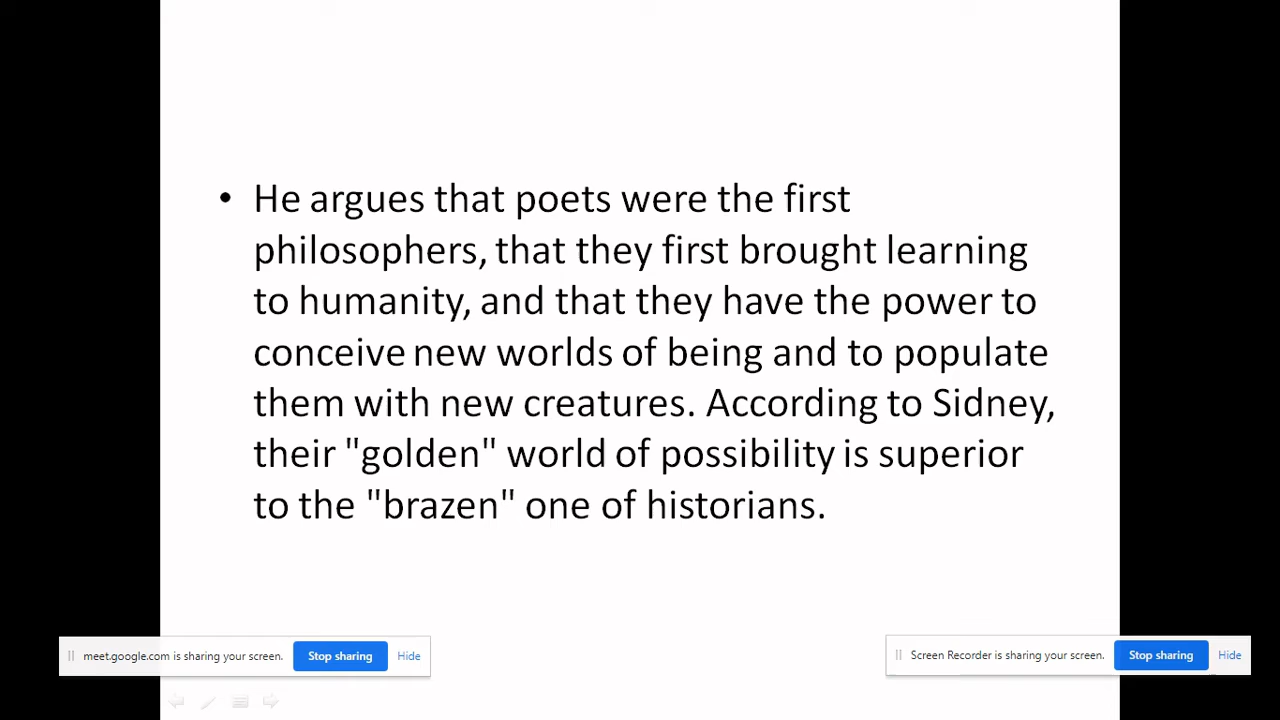 • He argues that poets were the first
philosophers, that they first brought learning
to humanity, and that they have the power to
conceive new worlds of being and to populate
them with new creatures. According to Sidney,
their "golden" world of possibility is superior
to the "brazen" one of historians.
meet.google.com is sharing your screen. Stop sharing Hide
Screen Recorder is sharing your screen. Stop sharing Hide